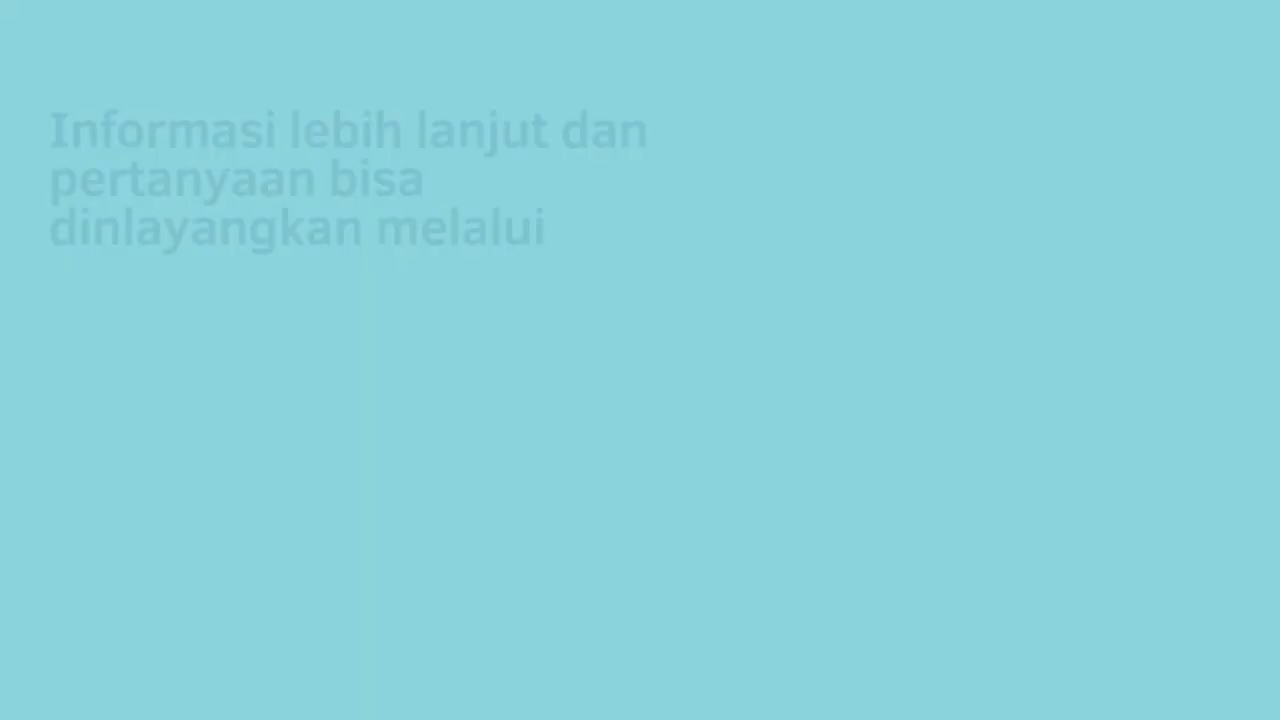 Informasi lebih lanjut dan
pertanyaan bisa
dinlayangkan melalui